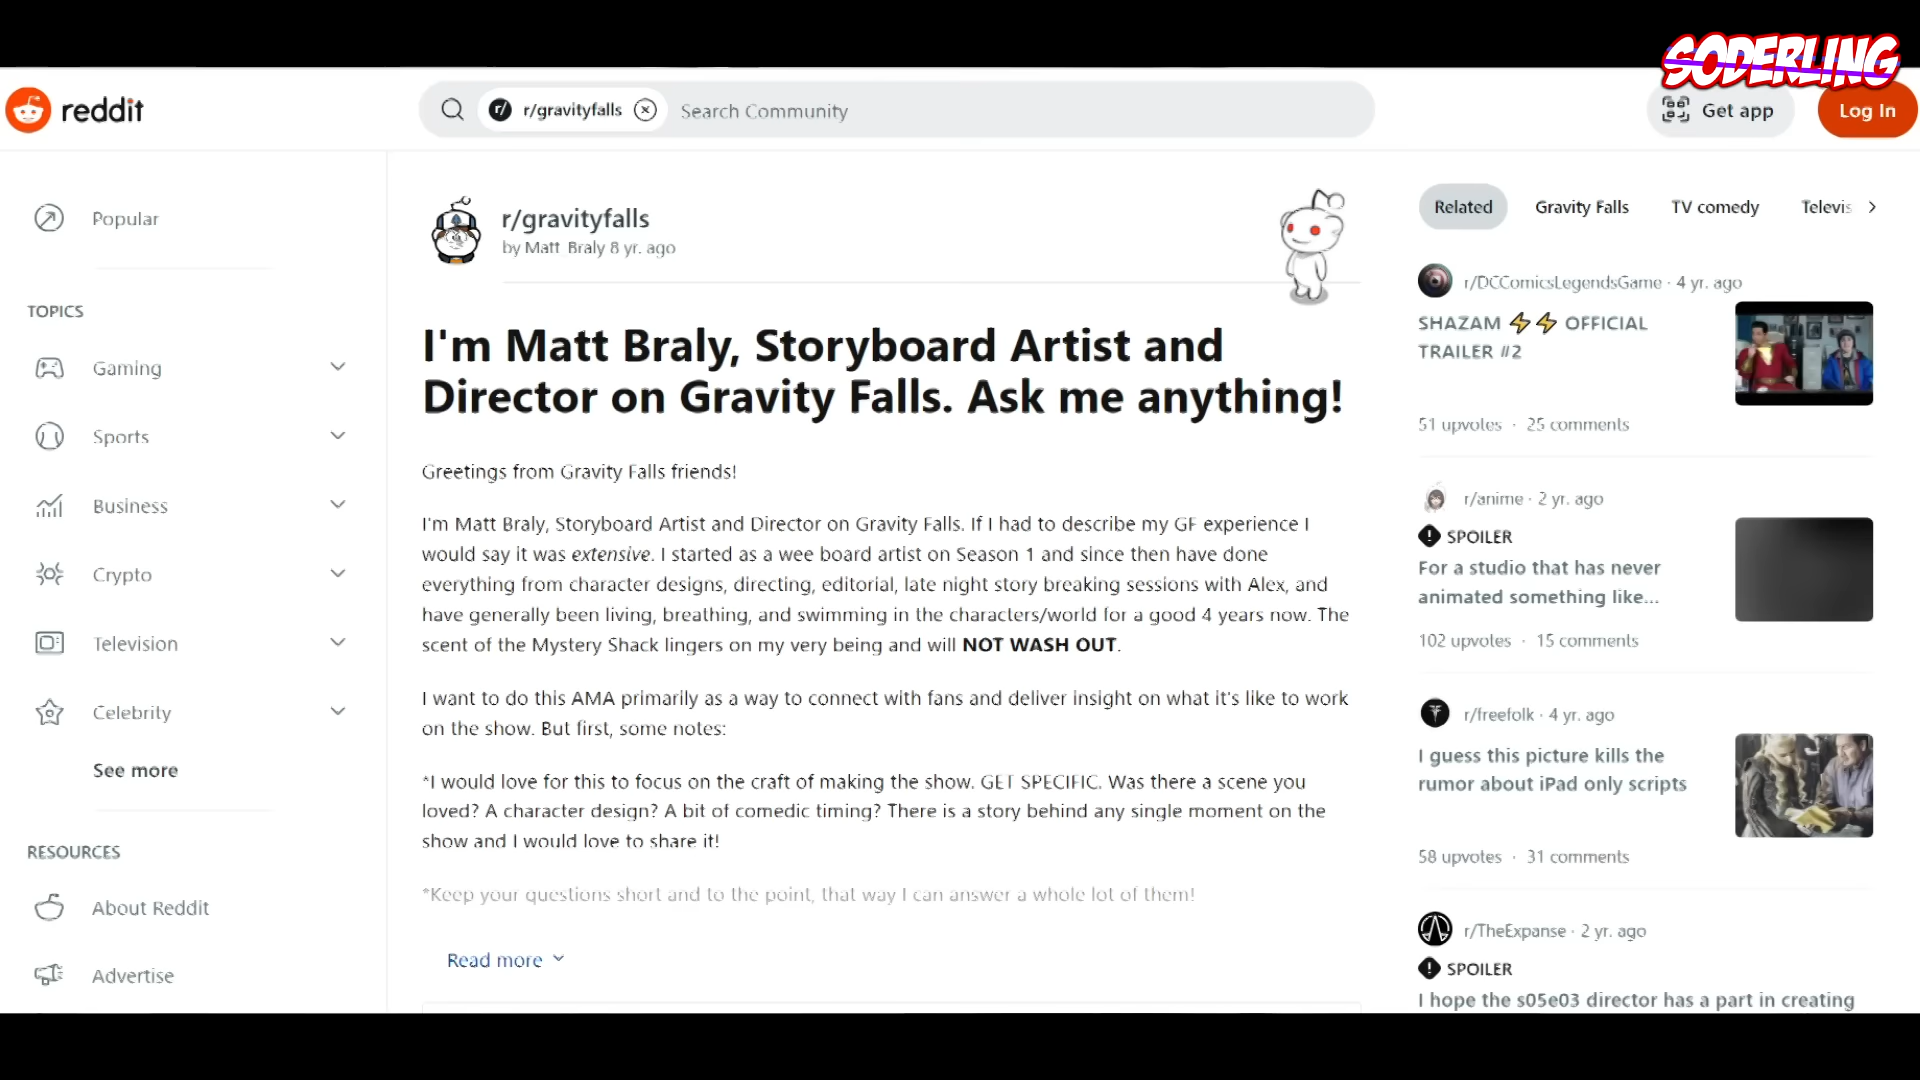 SODERLING
reddit
r/gravityfalls
Search Community
Get app
Log In
Popular
TOPICS
Gaming
Sports
Business
Crypto
Television
Celebrity
See more
RESOURCES
About Reddit
Advertise
r/gravityfalls
by Matt_Braly 8 yr. ago
I'm Matt Braly, Storyboard Artist and
Director on Gravity Falls. Ask me anything!
Greetings from Gravity Falls friends!
I'm Matt Braly, Storyboard Artist and Director on Gravity Falls. If I had to describe my GF experience I
would say it was extensive. I started as a wee board artist on Season 1 and since then have done
everything from character designs, directing, editorial, late night story breaking sessions with Alex, and
have generally been living, breathing, and swimming in the characters/world for a good 4 years now. The
scent of the Mystery Shack lingers on my very being and will NOT WASH OUT.
I want to do this AMA primarily as a way to connect with fans and deliver insight on what it's like to work
on the show. But first, some notes:
*I would love for this to focus on the craft of making the show. GET SPECIFIC. Was there a scene you
loved? A character design? A bit of comedic timing? There is a story behind any single moment on the
show and I would love to share it!
*Keep your questions short and to the point, that way I can answer a whole lot of them!
Read more
Related
Gravity Falls
TV comedy
Televis
r/DCComicsLegendsGame · 4 yr. ago
SHAZAM ⚡⚡ OFFICIAL
TRAILER #2
51 upvotes · 25 comments
r/anime · 2 yr. ago
SPOILER
For a studio that has never
animated something like...
102 upvotes · 15 comments
r/freefolk · 4 yr. ago
I guess this picture kills the
rumor about iPad only scripts
58 upvotes · 31 comments
r/TheExpanse · 2 yr. ago
SPOILER
I hope the s05e03 director has a part in creating